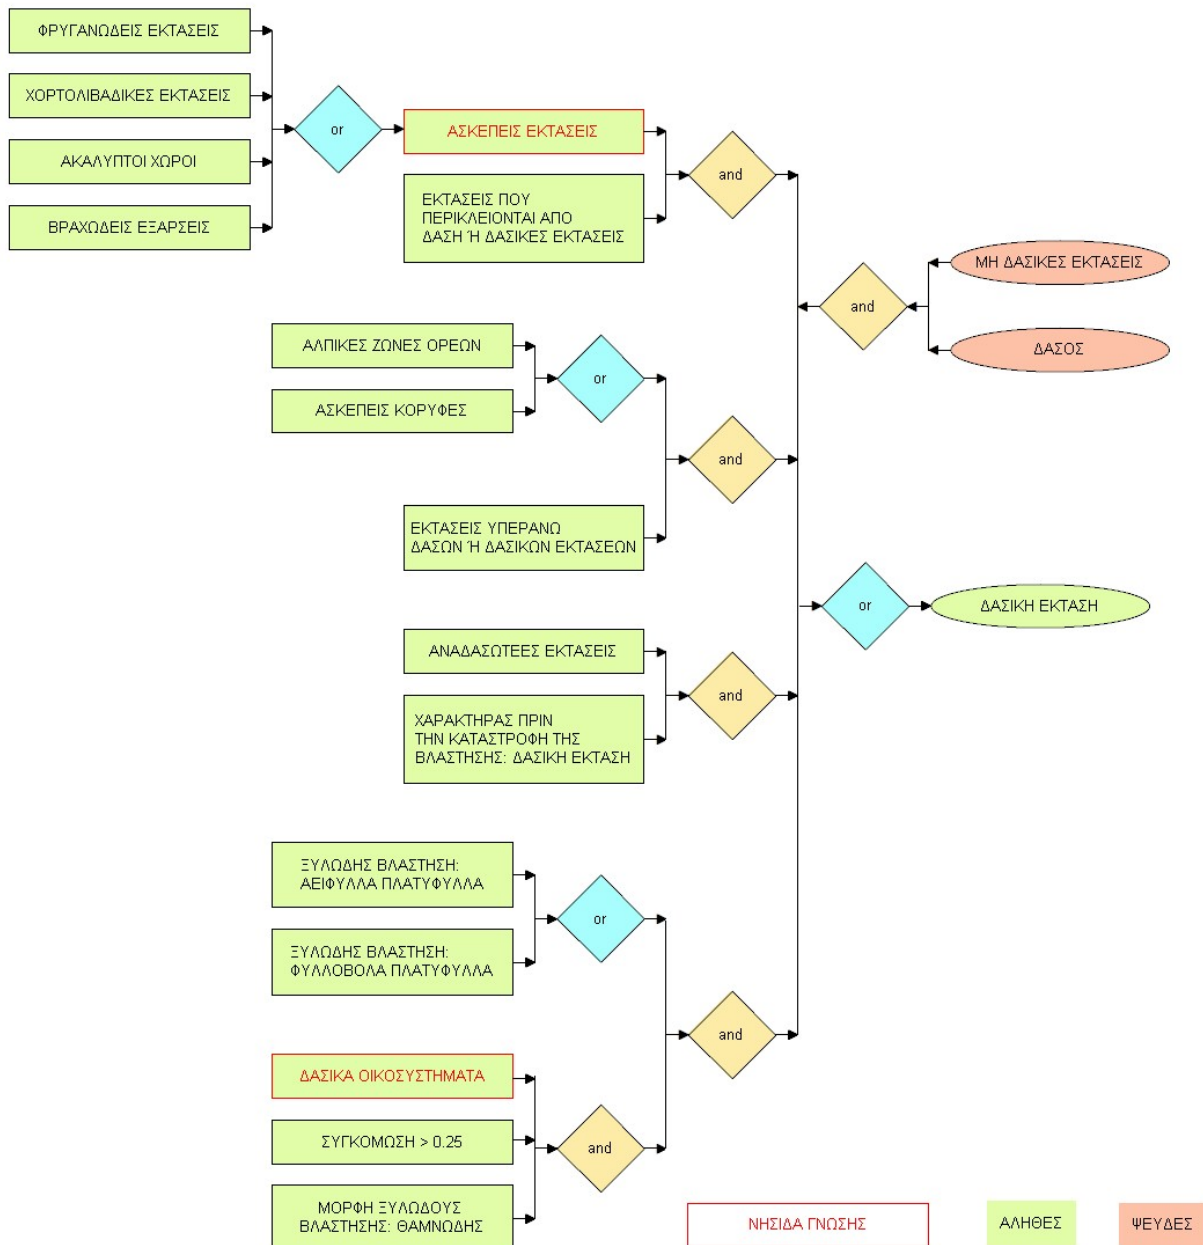 ΦΡΥΓΑΝΩΔΕΙΣ ΕΚΤΑΣΕΙΣ
ΧΟΡΤΟΛΙΒΑΔΙΚΕΣ ΕΚΤΑΣΕΙΣ
ΑΚΑΛΥΠΤΟΙ ΧΩΡΟΙ
ΒΡΑΧΩΔΕΙΣ ΕΞΑΡΣΕΙΣ
or
ΑΣΚΕΠΕΙΣ ΕΚΤΑΣΕΙΣ
ΕΚΤΑΣΕΙΣ ΠΟΥ
ΠΕΡΙΚΛΕΙΟΝΤΑΙ ΑΠΟ
ΔΑΣΗ Ή ΔΑΣΙΚΕΣ ΕΚΤΑΣΕΙΣ
and
ΜΗ ΔΑΣΙΚΕΣ ΕΚΤΑΣΕΙΣ
ΔΑΣΟΣ
and
ΑΛΠΙΚΕΣ ΖΩΝΕΣ ΟΡΕΩΝ
ΑΣΚΕΠΕΙΣ ΚΟΡΥΦΕΣ
or
ΕΚΤΑΣΕΙΣ ΥΠΕΡΑΝΩ
ΔΑΣΩΝ Ή ΔΑΣΙΚΩΝ ΕΚΤΑΣΕΩΝ
and
or
ΔΑΣΙΚΗ ΕΚΤΑΣΗ
ΑΝΑΔΑΣΩΤΕΕΣ ΕΚΤΑΣΕΙΣ
ΧΑΡΑΚΤΗΡΑΣ ΠΡΙΝ
ΤΗΝ ΚΑΤΑΣΤΡΟΦΗ ΤΗΣ
ΒΛΑΣΤΗΣΗΣ: ΔΑΣΙΚΗ ΕΚΤΑΣΗ
and
ΞΥΛΩΔΗΣ ΒΛΑΣΤΗΣΗ:
ΑΕΙΦΥΛΛΑ ΠΛΑΤΥΦΥΛΛΑ
ΞΥΛΩΔΗΣ ΒΛΑΣΤΗΣΗ:
ΦΥΛΛΟΒΟΛΑ ΠΛΑΤΥΦΥΛΛΑ
or
and
ΔΑΣΙΚΑ ΟΙΚΟΣΥΣΤΗΜΑΤΑ
ΣΥΓΚΟΜΩΣΗ > 0.25
ΜΟΡΦΗ ΞΥΛΩΔΟΥΣ
ΒΛΑΣΤΗΣΗΣ: ΘΑΜΝΩΔΗΣ
and
ΝΗΣΙΔΑ ΓΝΩΣΗΣ
ΑΛΗΘΕΣ
ΨΕΥΔΕΣ